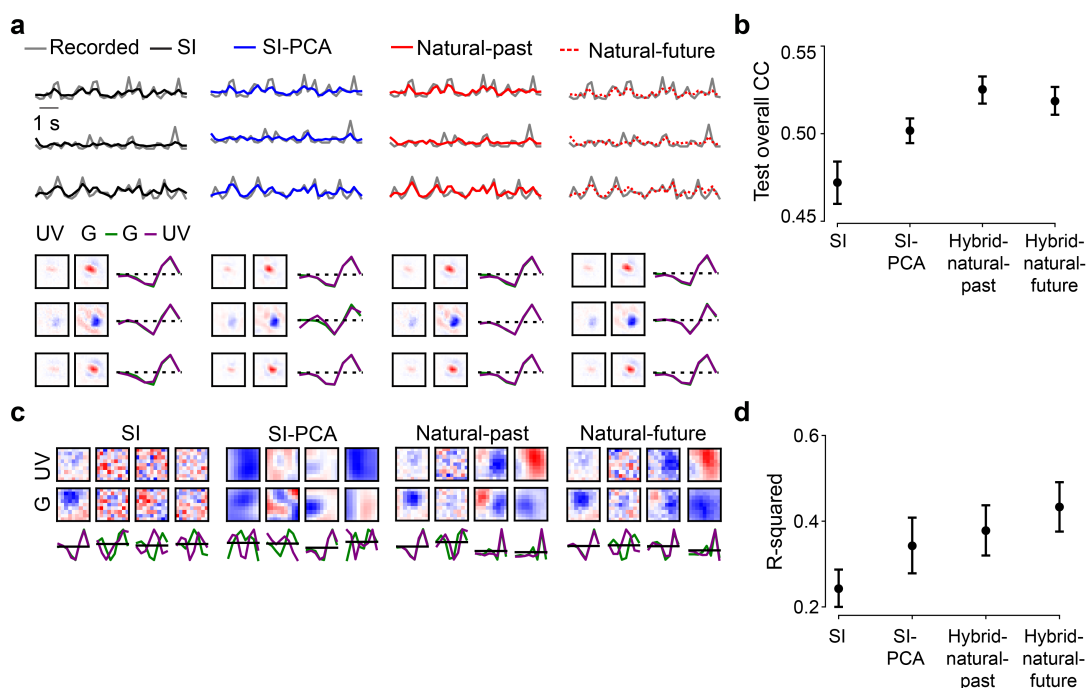 a
Recorded SI SI-PCA Natural-past Natural-future
1 s
UV G G UV
b
0.55
0.50
0.45
Test overall CC
SI
SI-
PCA
Hybrid-
natural-
past
Hybrid-
natural-
future
c
SI SI-PCA Natural-past Natural-future
UV
G
d
0.6
0.4
0.2
R-squared
SI
SI-
PCA
Hybrid-
natural-
past
Hybrid-
natural-
future